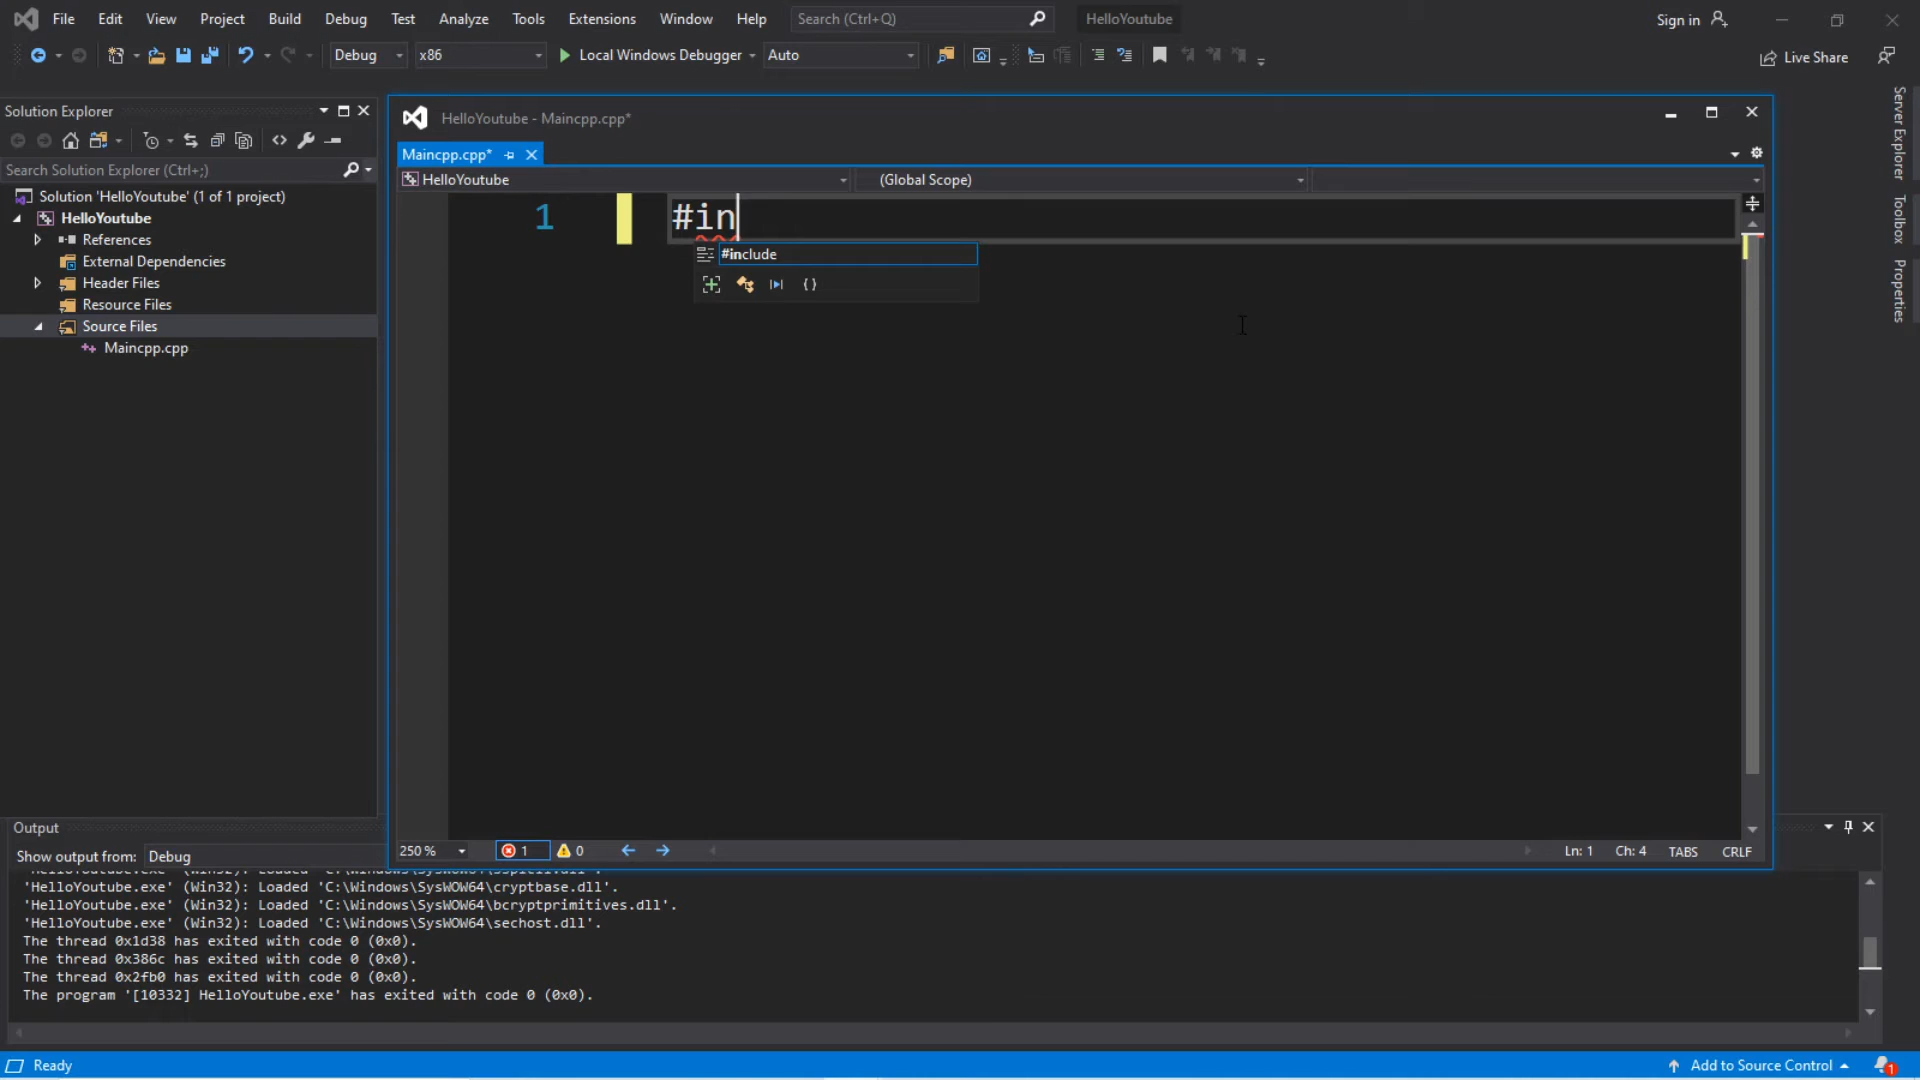 File Edit View Project Build Debug Test Analyze Tools Extensions Window Help Search (Ctrl+Q) HelloYoutube Sign in
Debug x86 Local Windows Debugger Auto Live Share
Solution Explorer
Search Solution Explorer (Ctrl+;)
Solution 'HelloYoutube' (1 of 1 project)
HelloYoutube
References
External Dependencies
Header Files
Resource Files
Source Files
Maincpp.cpp
HelloYoutube - Maincpp.cpp*
Maincpp.cpp*
HelloYoutube (Global Scope)
1 #in
#include
250 % 1 0 Ln: 1 Ch: 4 TABS CRLF
Server Explorer
Toolbox
Properties
Output
Show output from: Debug
'HelloYoutube.exe' (Win32): Loaded 'C:\Windows\SysWOW64\cryptbase.dll'.
'HelloYoutube.exe' (Win32): Loaded 'C:\Windows\SysWOW64\bcryptprimitives.dll'.
'HelloYoutube.exe' (Win32): Loaded 'C:\Windows\SysWOW64\sechost.dll'.
The thread 0x1d38 has exited with code 0 (0x0).
The thread 0x386c has exited with code 0 (0x0).
The thread 0x2fb0 has exited with code 0 (0x0).
The program '[10332] HelloYoutube.exe' has exited with code 0 (0x0).
Ready Add to Source Control 1